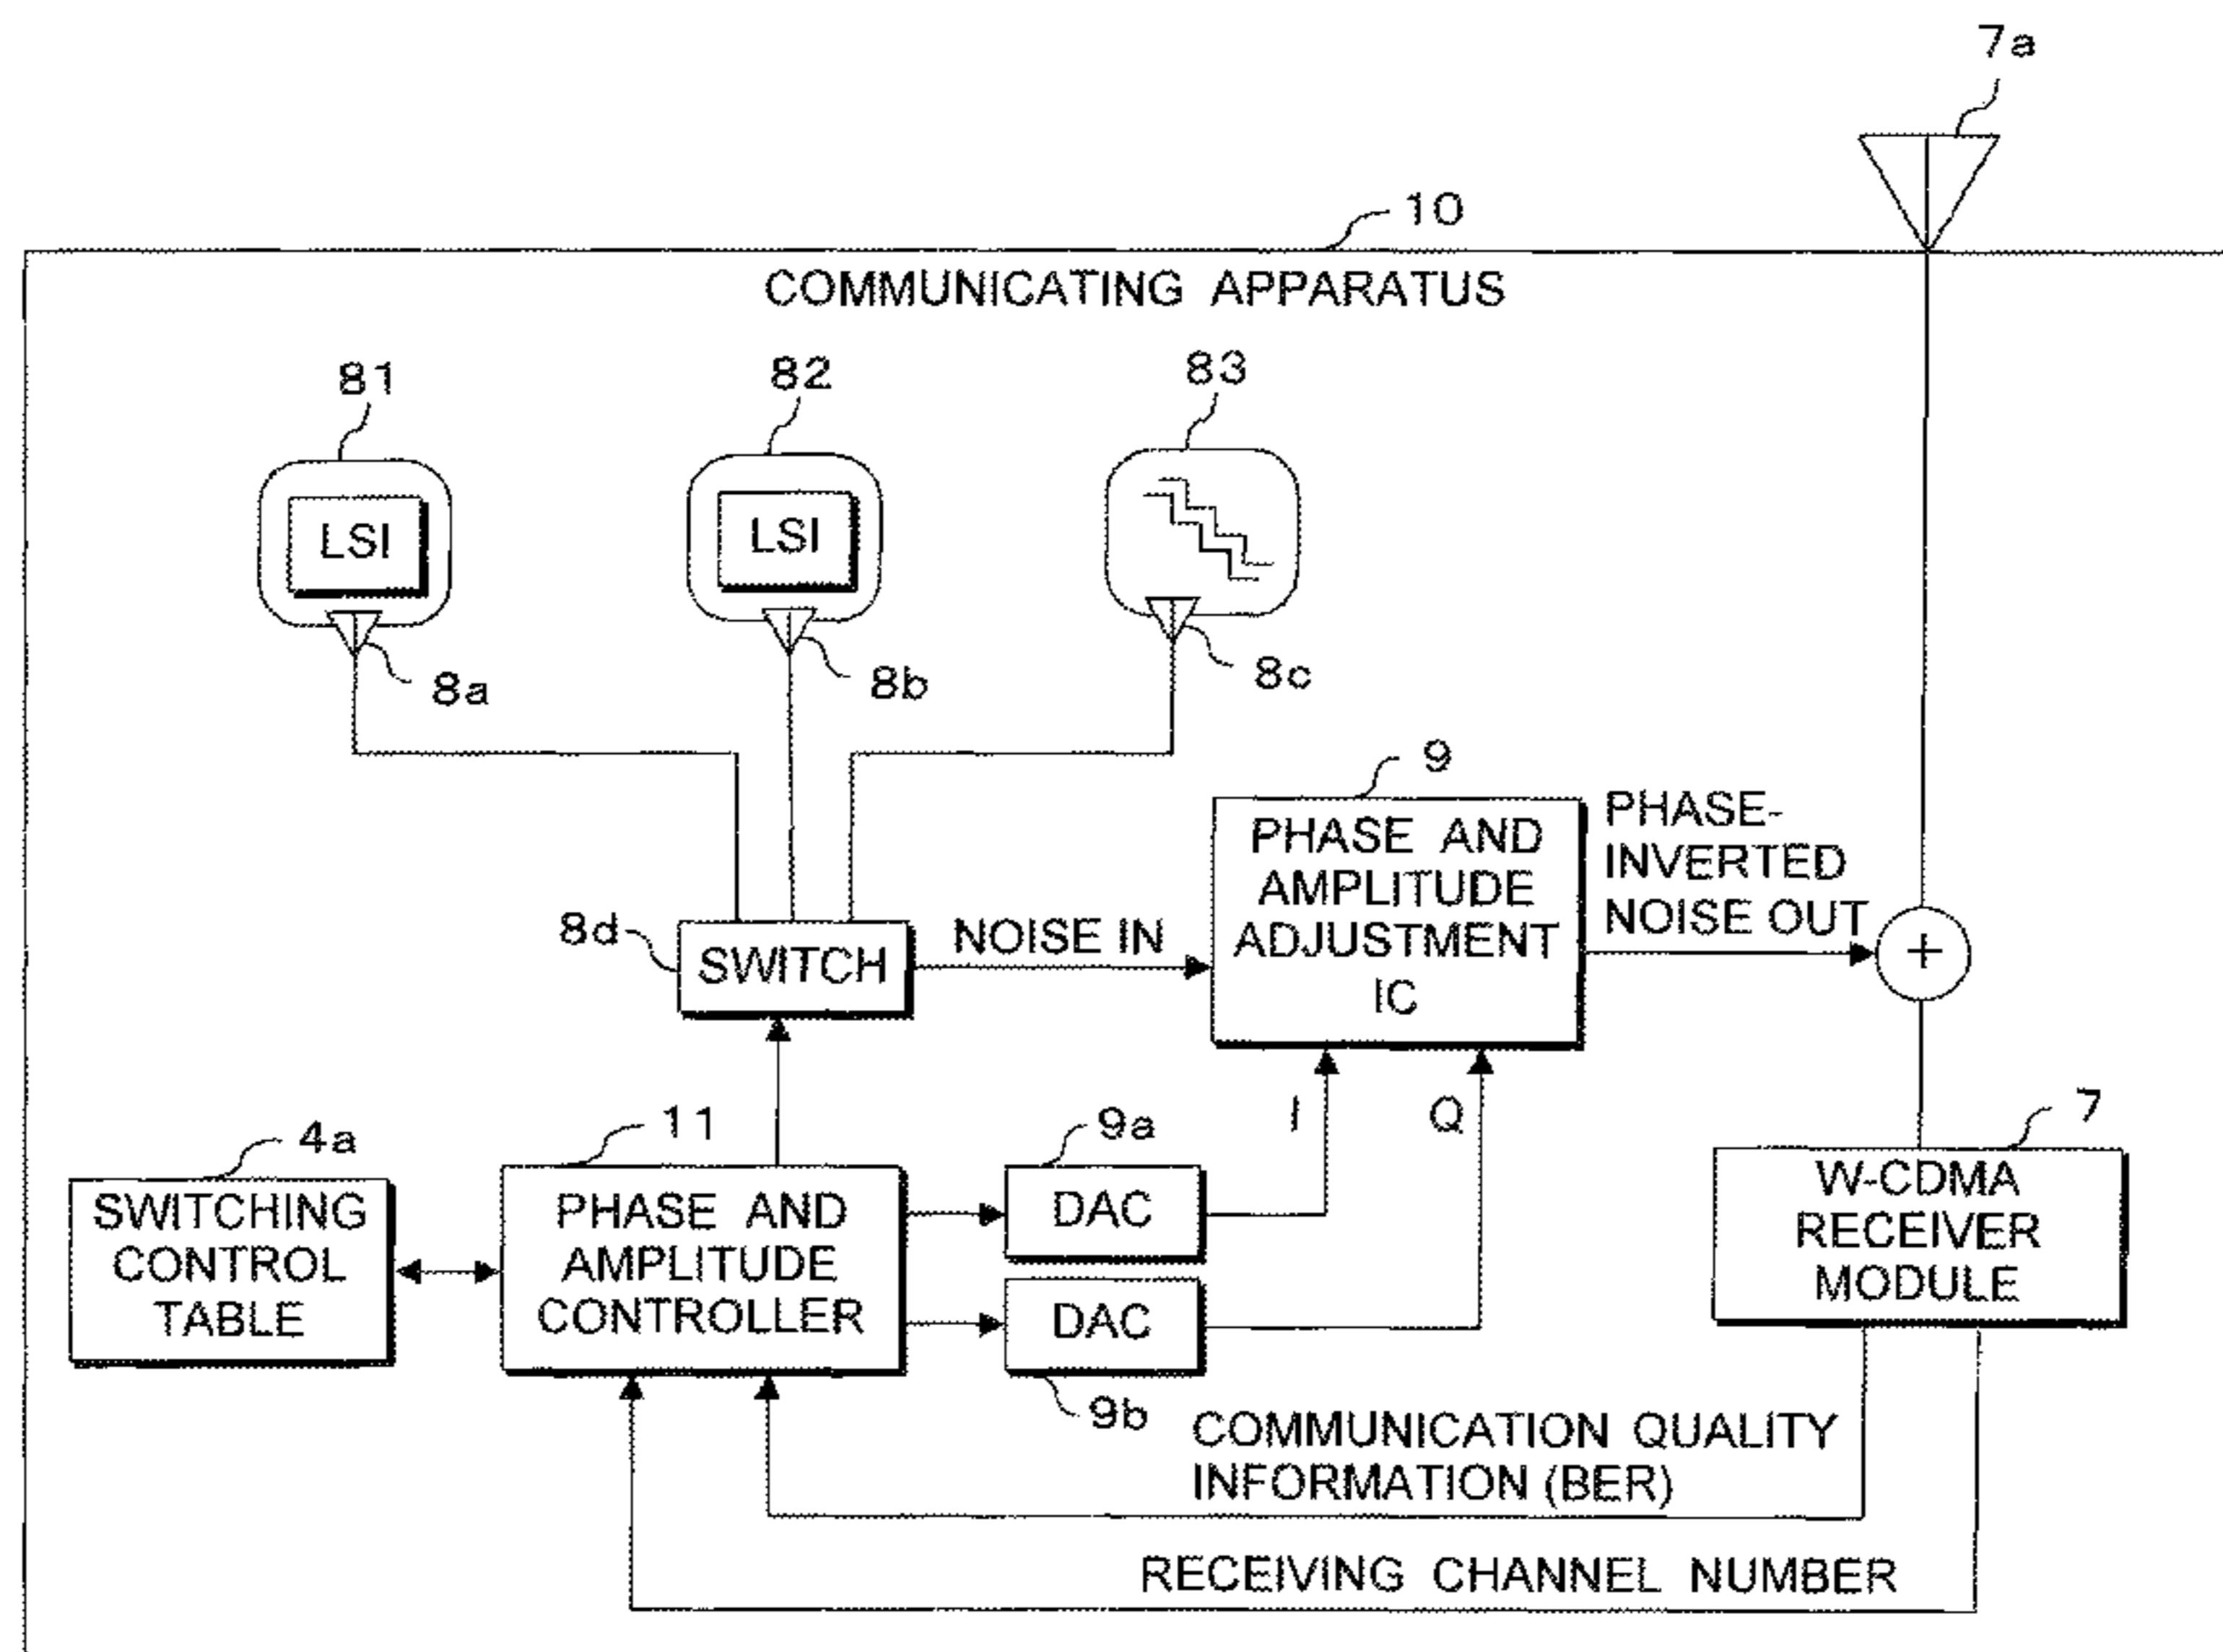 7a
10
COMMUNICATING APPARATUS
81
82
83
LSI
LSI
8a
8b
8c
9
PHASE AND
AMPLITUDE
ADJUSTMENT
IC
PHASE-
INVERTED
NOISE OUT
8d
SWITCH
NOISE IN
+
I
Q
4a
11
9a
7
SWITCHING
CONTROL
TABLE
PHASE AND
AMPLITUDE
CONTROLLER
DAC
DAC
9b
W-CDMA
RECEIVER
MODULE
COMMUNICATION QUALITY
INFORMATION (BER)
RECEIVING CHANNEL NUMBER